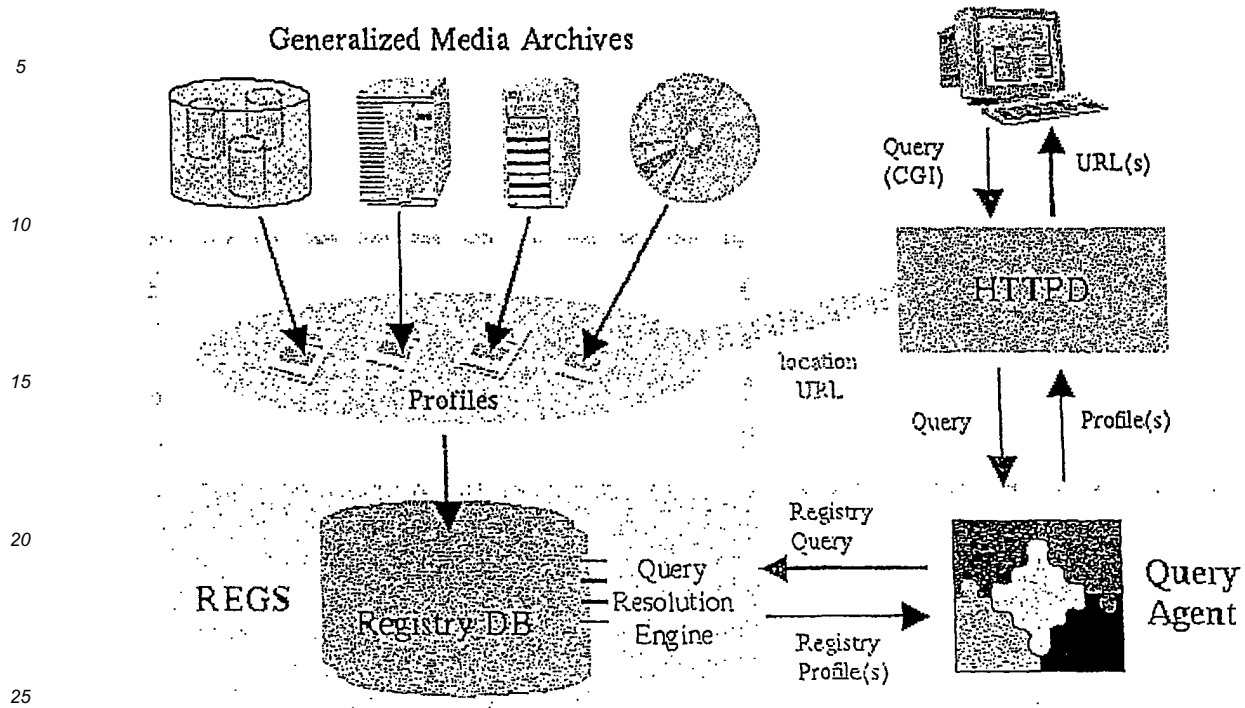 5
10
15
20
25
Generalized Media Archives
Query
(CGI)
URL(s)
HTTPD
location
URL
Profiles
Query
Profile(s)
REGS
Registry DB
Query
Resolution
Engine
Registry
Query
Registry
Profile(s)
Query
Agent